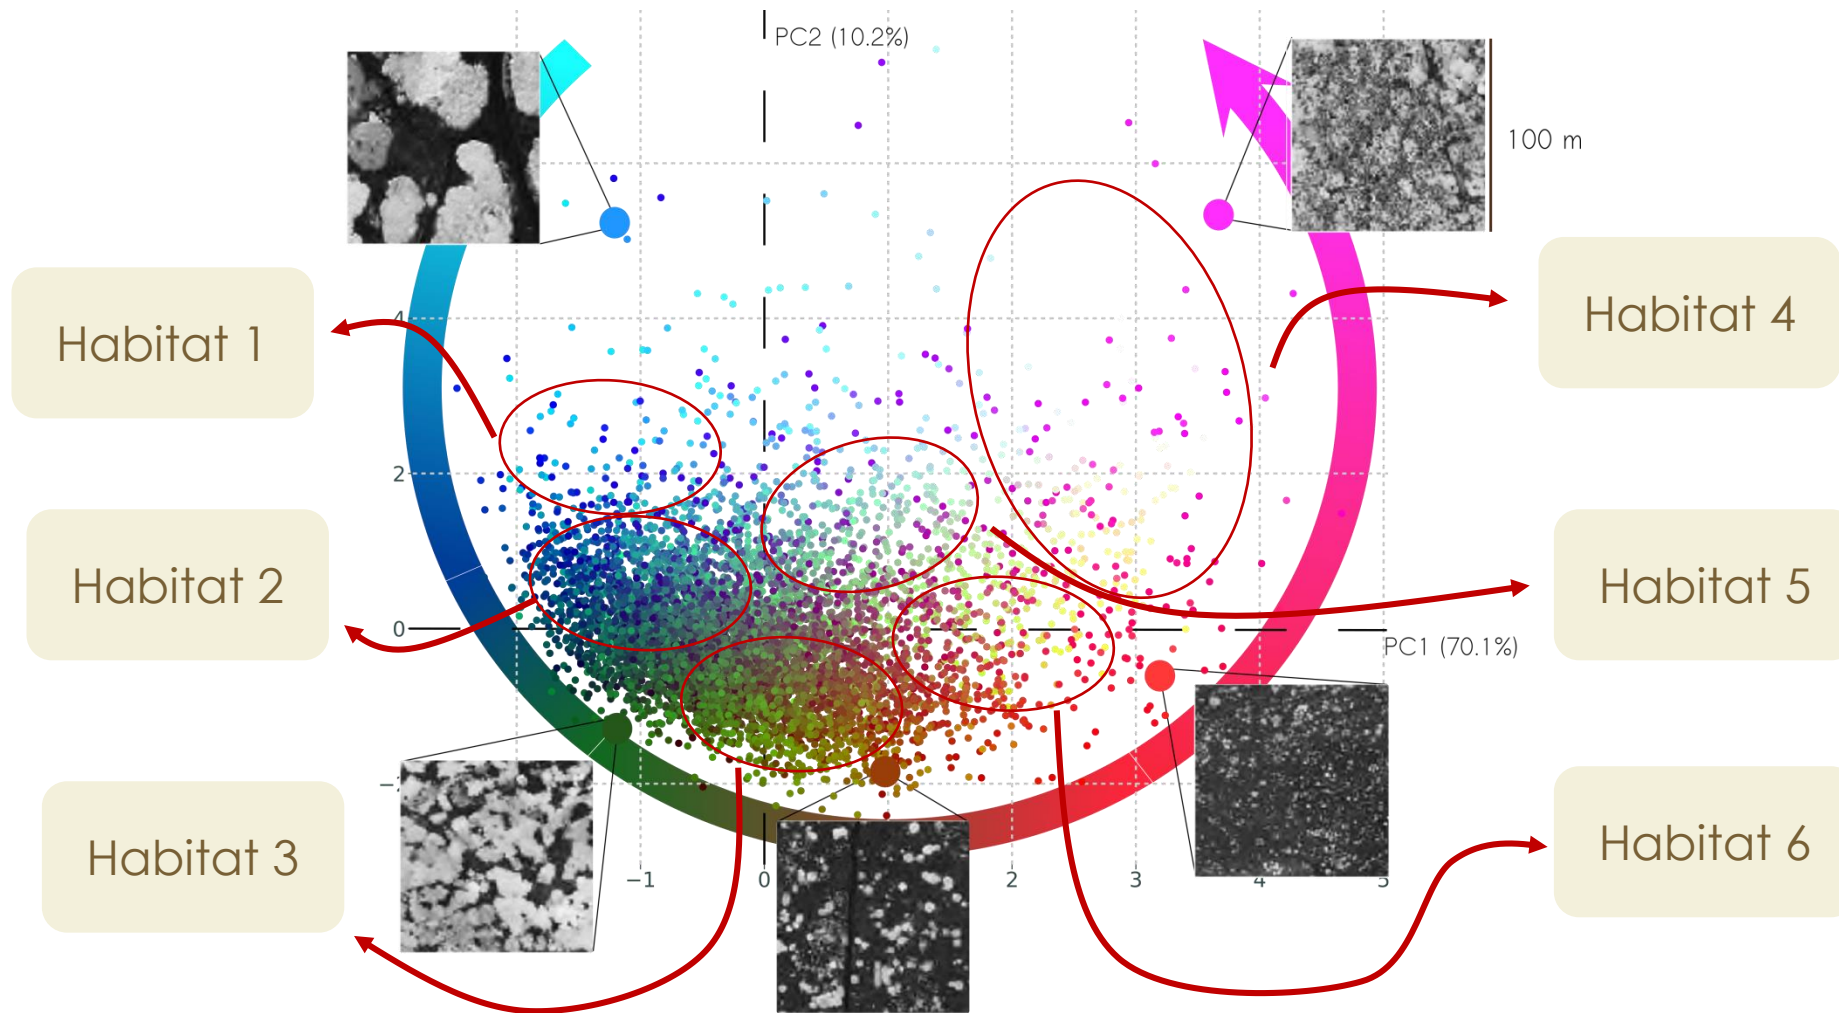 PC2 (10.2%)
100 m
Habitat 1
Habitat 4
4
2
Habitat 2
Habitat 5
0
PC1 (70.1%)
Habitat 3
Habitat 6
−1
0
2
3
4
5